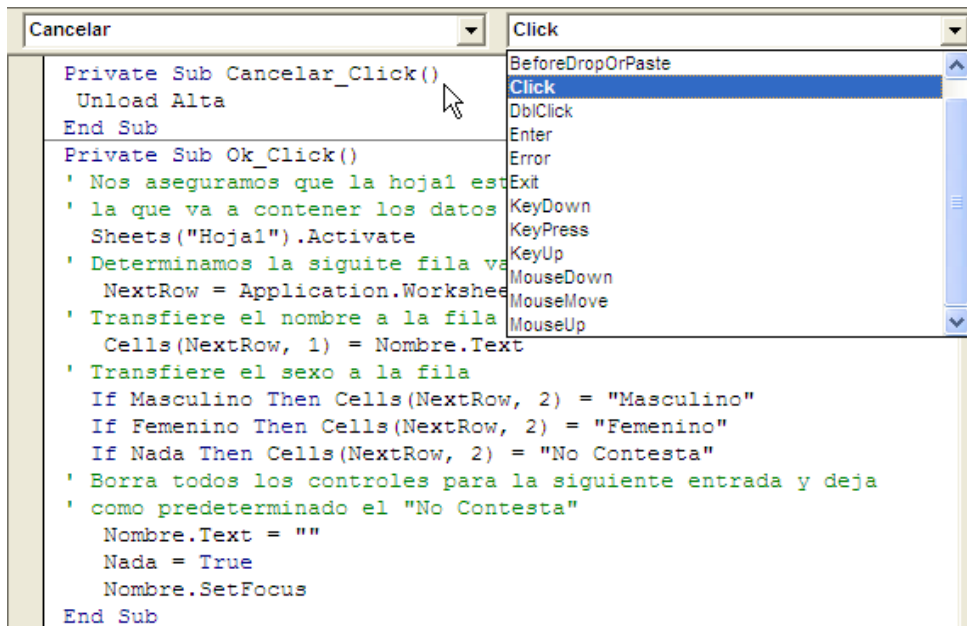 Cancelar
Click
BeforeDropOrPaste
Click
DblClick
Enter
Error
Exit
KeyDown
KeyPress
KeyUp
MouseDown
MouseMove
MouseUp
Private Sub Cancelar_Click()
Unload Alta
End Sub
Private Sub Ok_Click()
' Nos aseguramos que la hoja1
' la que va a contener los datos
Sheets("Hoja1").Activate
' Determinamos la siguite fila
NextRow = Application.
' Transfiere el nombre a la fila
Cells(NextRow, 1) = Nombre.Text
' Transfiere el sexo a la fila
If Masculino Then Cells(NextRow, 2) = "Masculino"
If Femenino Then Cells(NextRow, 2) = "Femenino"
If Nada Then Cells(NextRow, 2) = "No Contesta"
' Borra todos los controles para la siguiente entrada y deja
' como predeterminado el "No Contesta"
Nombre.Text = ""
Nada = True
Nombre.SetFocus
End Sub